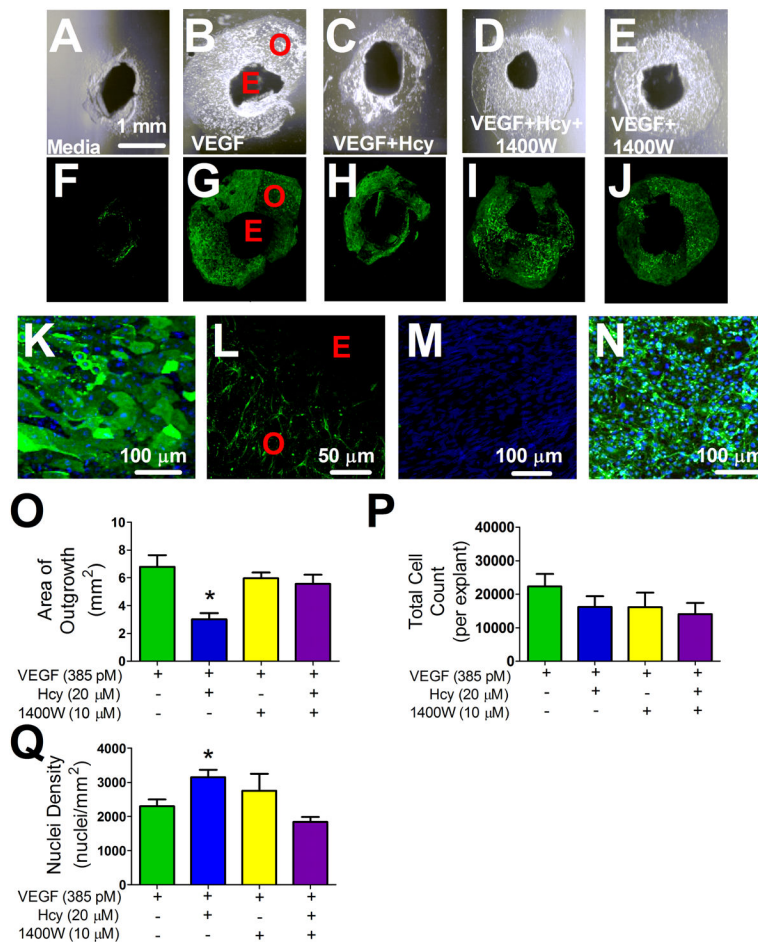 A B C D E
O
E
1 mm
Media VEGF VEGF+Hcy VEGF+Hcy+ 1400W VEGF+ 1400W
F G H I J
O
E
K L M N
E
O
100 μm 50 μm 100 μm 100 μm
O
Area of Outgrowth (mm2)
8
6
4
2
0
*
VEGF (385 pM) + + + +
Hcy (20 μM) - + - +
1400W (10 μM) - - + +
P
Total Cell Count (per explant)
40000
30000
20000
10000
0
VEGF (385 pM) + + + +
Hcy (20 μM) - + - +
1400W (10 μM) - - + +
Q
Nuclei Density (nuclei/mm2)
4000
3000
2000
1000
0
*
VEGF (385 pM) + + + +
Hcy (20 μM) - + - +
1400W (10 μM) - - + +